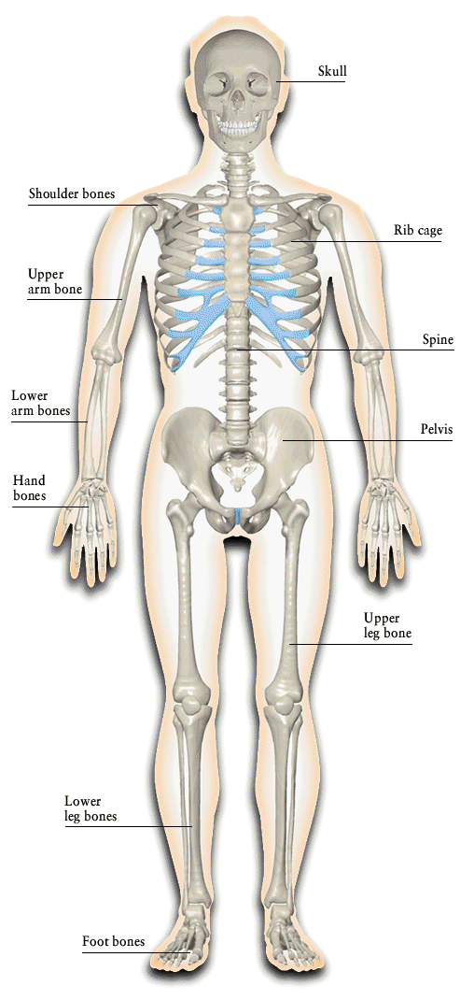 Skull
Shoulder bones
Rib cage
Upper
arm bone
Spine
Lower
arm bones
Pelvis
Hand
bones
Upper
leg bone
Lower
leg bones
Foot bones